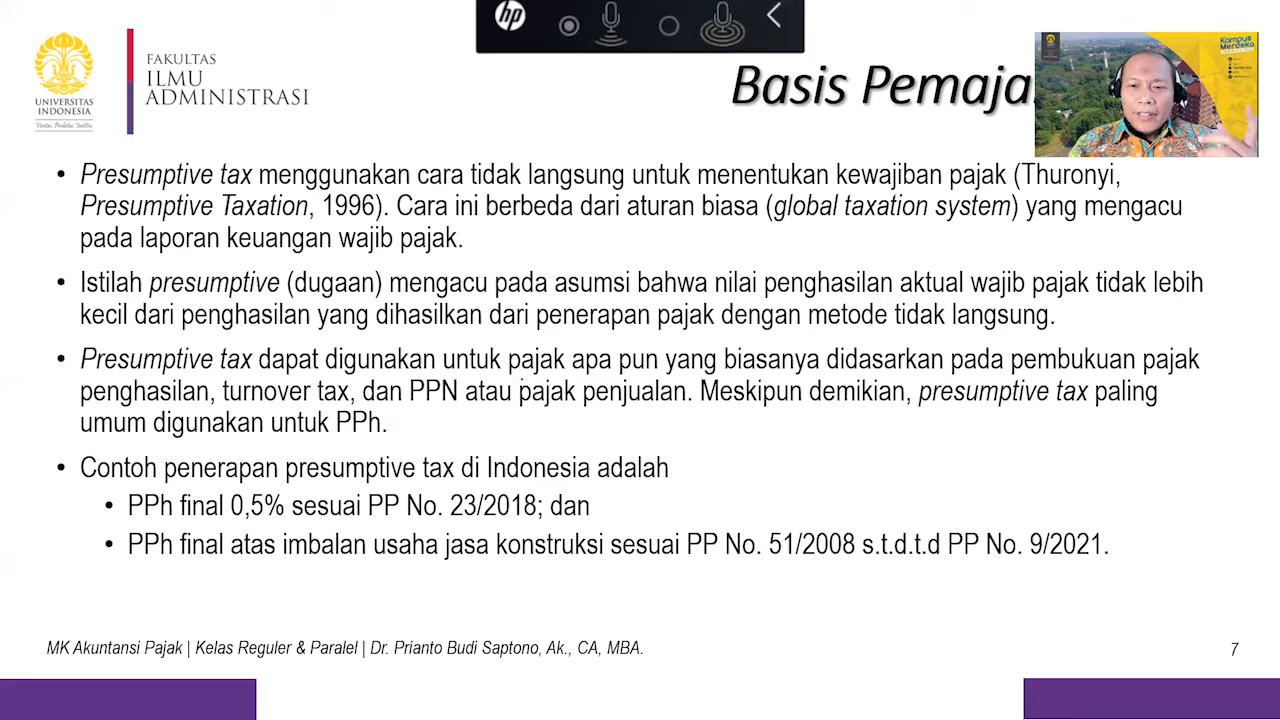 hp
UNIVERSITAS
INDONESIA
Veritas, Probitas, Iustitia
FAKULTAS
ILMU
ADMINISTRASI
Basis Pemaja
Kampus
Merdeka
• Presumptive tax menggunakan cara tidak langsung untuk menentukan kewajiban pajak (Thuronyi,
Presumptive Taxation, 1996). Cara ini berbeda dari aturan biasa (global taxation system) yang mengacu
pada laporan keuangan wajib pajak.
• Istilah presumptive (dugaan) mengacu pada asumsi bahwa nilai penghasilan aktual wajib pajak tidak lebih
kecil dari penghasilan yang dihasilkan dari penerapan pajak dengan metode tidak langsung.
• Presumptive tax dapat digunakan untuk pajak apa pun yang biasanya didasarkan pada pembukuan pajak
penghasilan, turnover tax, dan PPN atau pajak penjualan. Meskipun demikian, presumptive tax paling
umum digunakan untuk PPh.
• Contoh penerapan presumptive tax di Indonesia adalah
• PPh final 0,5% sesuai PP No. 23/2018; dan
• PPh final atas imbalan usaha jasa konstruksi sesuai PP No. 51/2008 s.t.d.t.d PP No. 9/2021.
MK Akuntansi Pajak | Kelas Reguler & Paralel | Dr. Prianto Budi Saptono, Ak., CA, MBA.
7